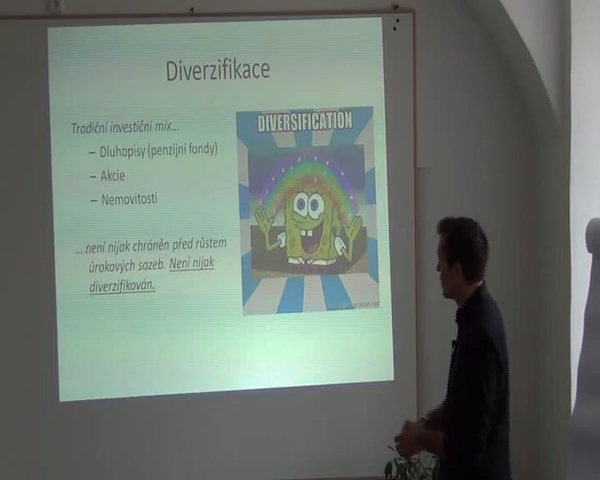 Diverzifikace
Tradiční investiční mix...
– Dluhopisy (penzijní fondy)
– Akcie
– Nemovitosti
DIVERSIFICATION
... není nijak chráněn před růstem
úrokových sazeb. Není nijak
diverzifikován.